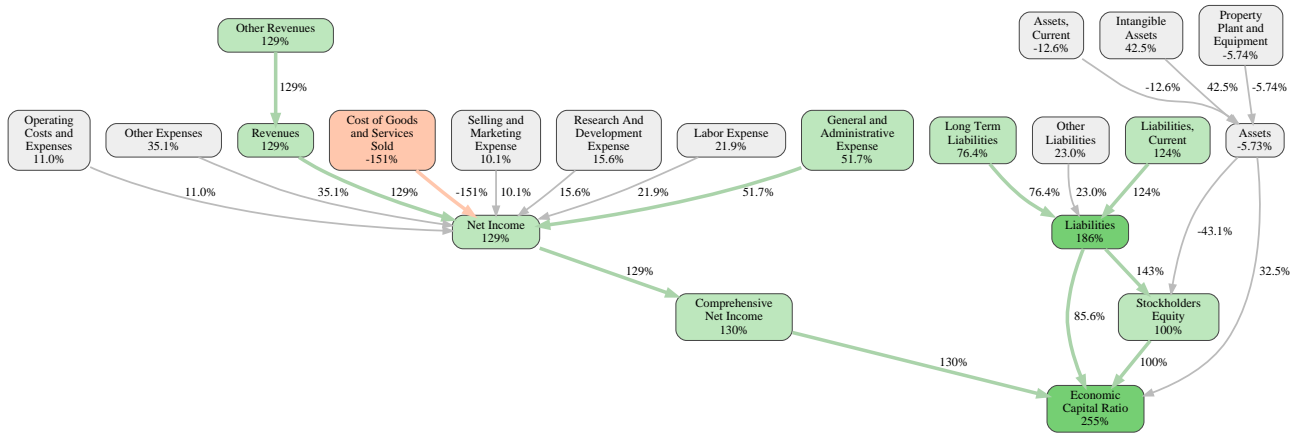 Other Revenues
129%
Assets,
Current
-12.6%
Intangible
Assets
42.5%
Property
Plant and
Equipment
-5.74%
129%
-12.6%
42.5%
-5.74%
Operating
Costs and
Expenses
11.0%
Other Expenses
35.1%
Revenues
129%
Cost of Goods
and Services
Sold
-151%
Selling and
Marketing
Expense
10.1%
Research And
Development
Expense
15.6%
Labor Expense
21.9%
General and
Administrative
Expense
51.7%
Long Term
Liabilities
76.4%
Other
Liabilities
23.0%
Liabilities,
Current
124%
Assets
-5.73%
11.0%
35.1%
129%
-151%
10.1%
15.6%
21.9%
51.7%
76.4%
23.0%
124%
Net Income
129%
Liabilities
186%
-43.1%
129%
143%
32.5%
Comprehensive
Net Income
130%
85.6%
Stockholders
Equity
100%
130%
100%
Economic
Capital Ratio
255%